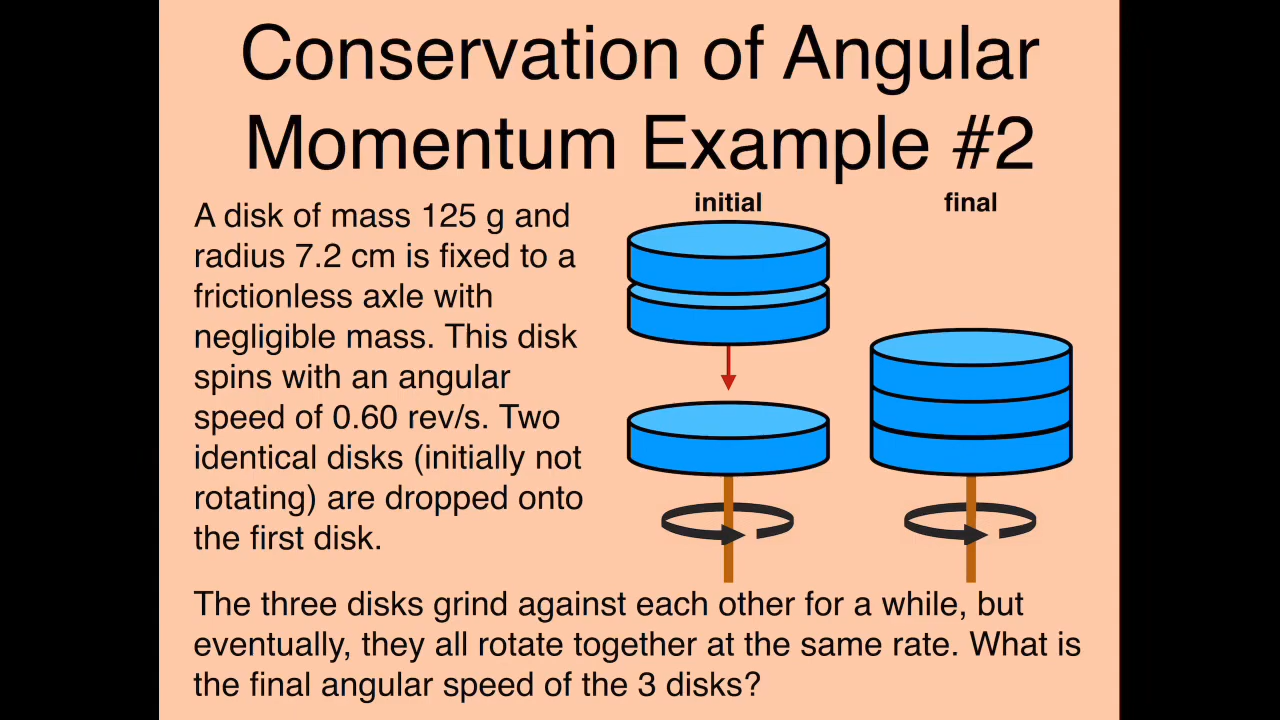 Conservation of Angular
Momentum Example #2
A disk of mass 125 g and
radius 7.2 cm is fixed to a
frictionless axle with
negligible mass. This disk
spins with an angular
speed of 0.60 rev/s. Two
identical disks (initially not
rotating) are dropped onto
the first disk.
initial
final
The three disks grind against each other for a while, but
eventually, they all rotate together at the same rate. What is
the final angular speed of the 3 disks?